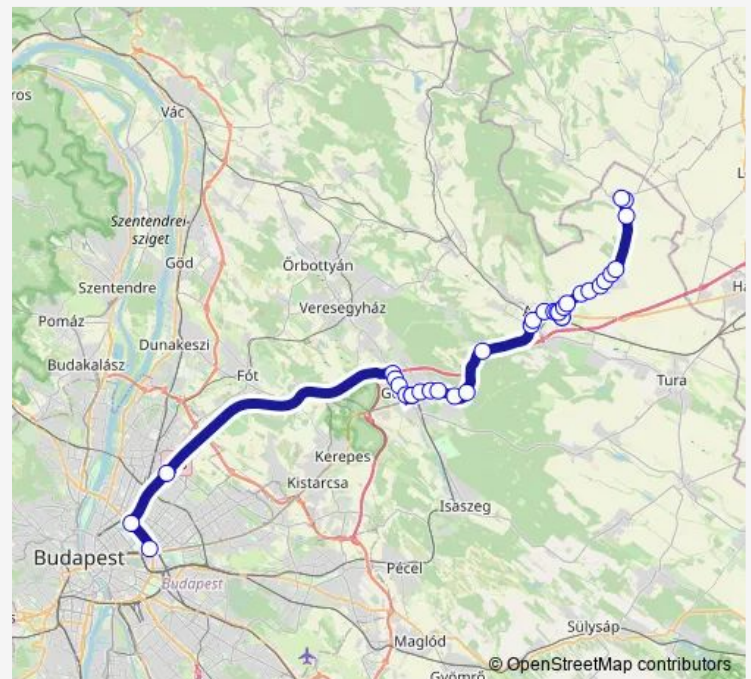 ros
Vác
Szentendrei-
sziget
Göd
Őrbottyán
Szentendre
Veresegyház
Pomáz
Dunakeszi
Budakalász
Fót
Tura
Kerepes
Kistarcsa
Isaszeg
Budapest
Budapest
Pécel
Sülysáp
Maglód
Gyömrő
© OpenStreetMap contributors